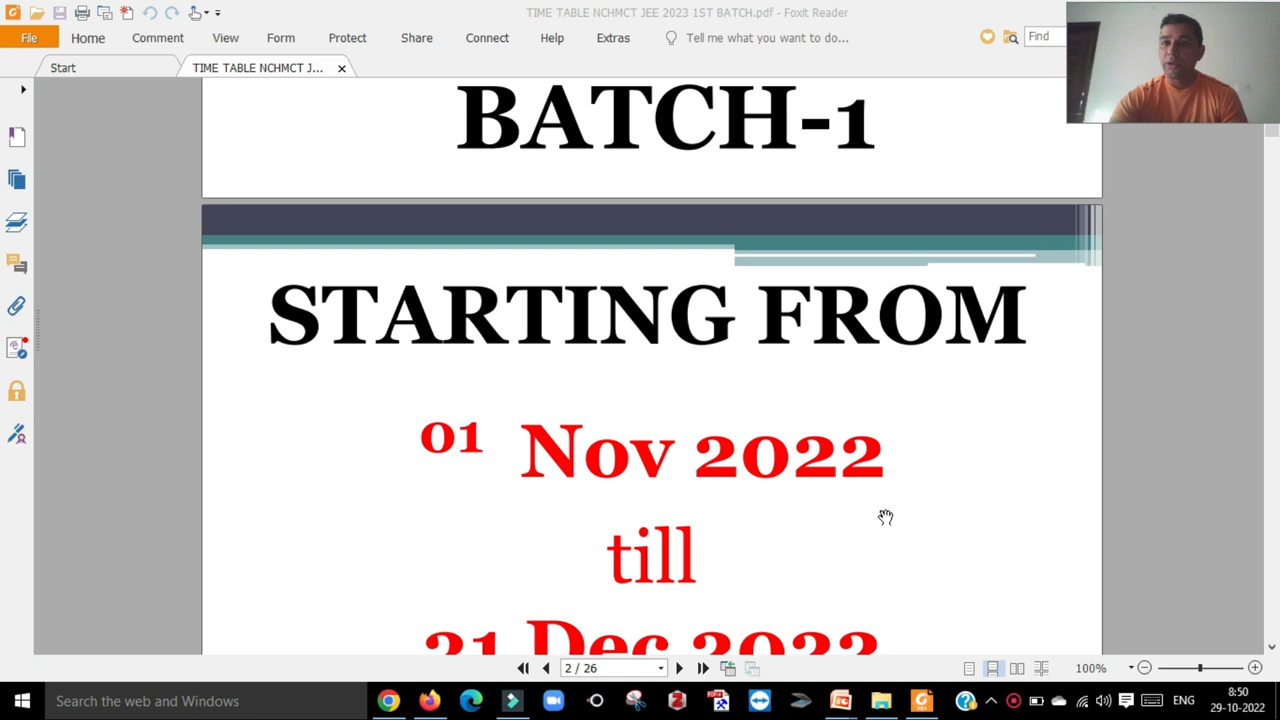 TIME TABLE NCHMCT JEE 2023 1ST BATCH.pdf - Foxit Reader
File Home Comment View Form Protect Share Connect Help Extras Tell me what you want to do... Find
Start TIME TABLE NCHMCT J...
BATCH-1
STARTING FROM
01 Nov 2022
till
Dec 2022
2 / 26 100%
Search the web and Windows ENG 8:50
29-10-2022